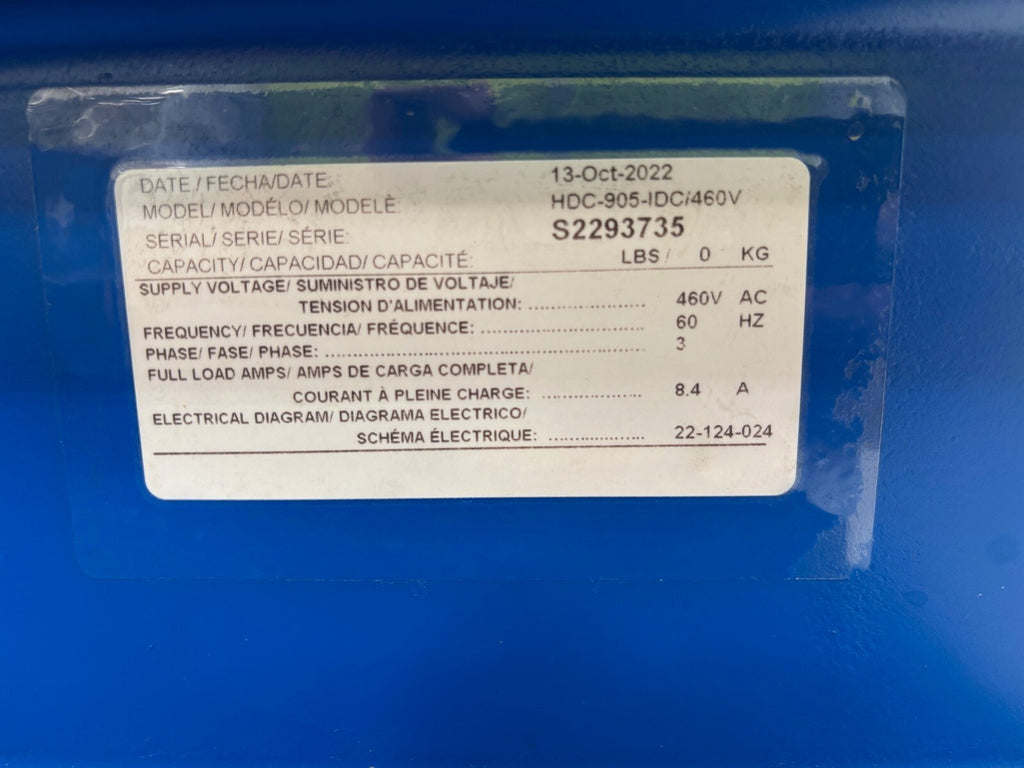 DATE / FECHA/DATE: 13-Oct-2022
MODEL/ MODÉLO/ MODELÈ: HDC-905-IDC/460V
SERIAL/ SERIE/ SÉRIE: S2293735
CAPACITY/ CAPACIDAD/ CAPACITÉ: LBS / 0 KG
SUPPLY VOLTAGE/ SUMINISTRO DE VOLTAJE/
TENSION D'ALIMENTATION: ..................... 460V AC
FREQUENCY/ FRECUENCIA/ FRÉQUENCE: ............................. 60 HZ
PHASE/ FASE/ PHASE: ......................................................... 3
FULL LOAD AMPS/ AMPS DE CARGA COMPLETA/
COURANT À PLEINE CHARGE: .................. 8.4 A
ELECTRICAL DIAGRAM/ DIAGRAMA ELECTRICO/
SCHÉMA ÉLECTRIQUE: ................. 22-124-024